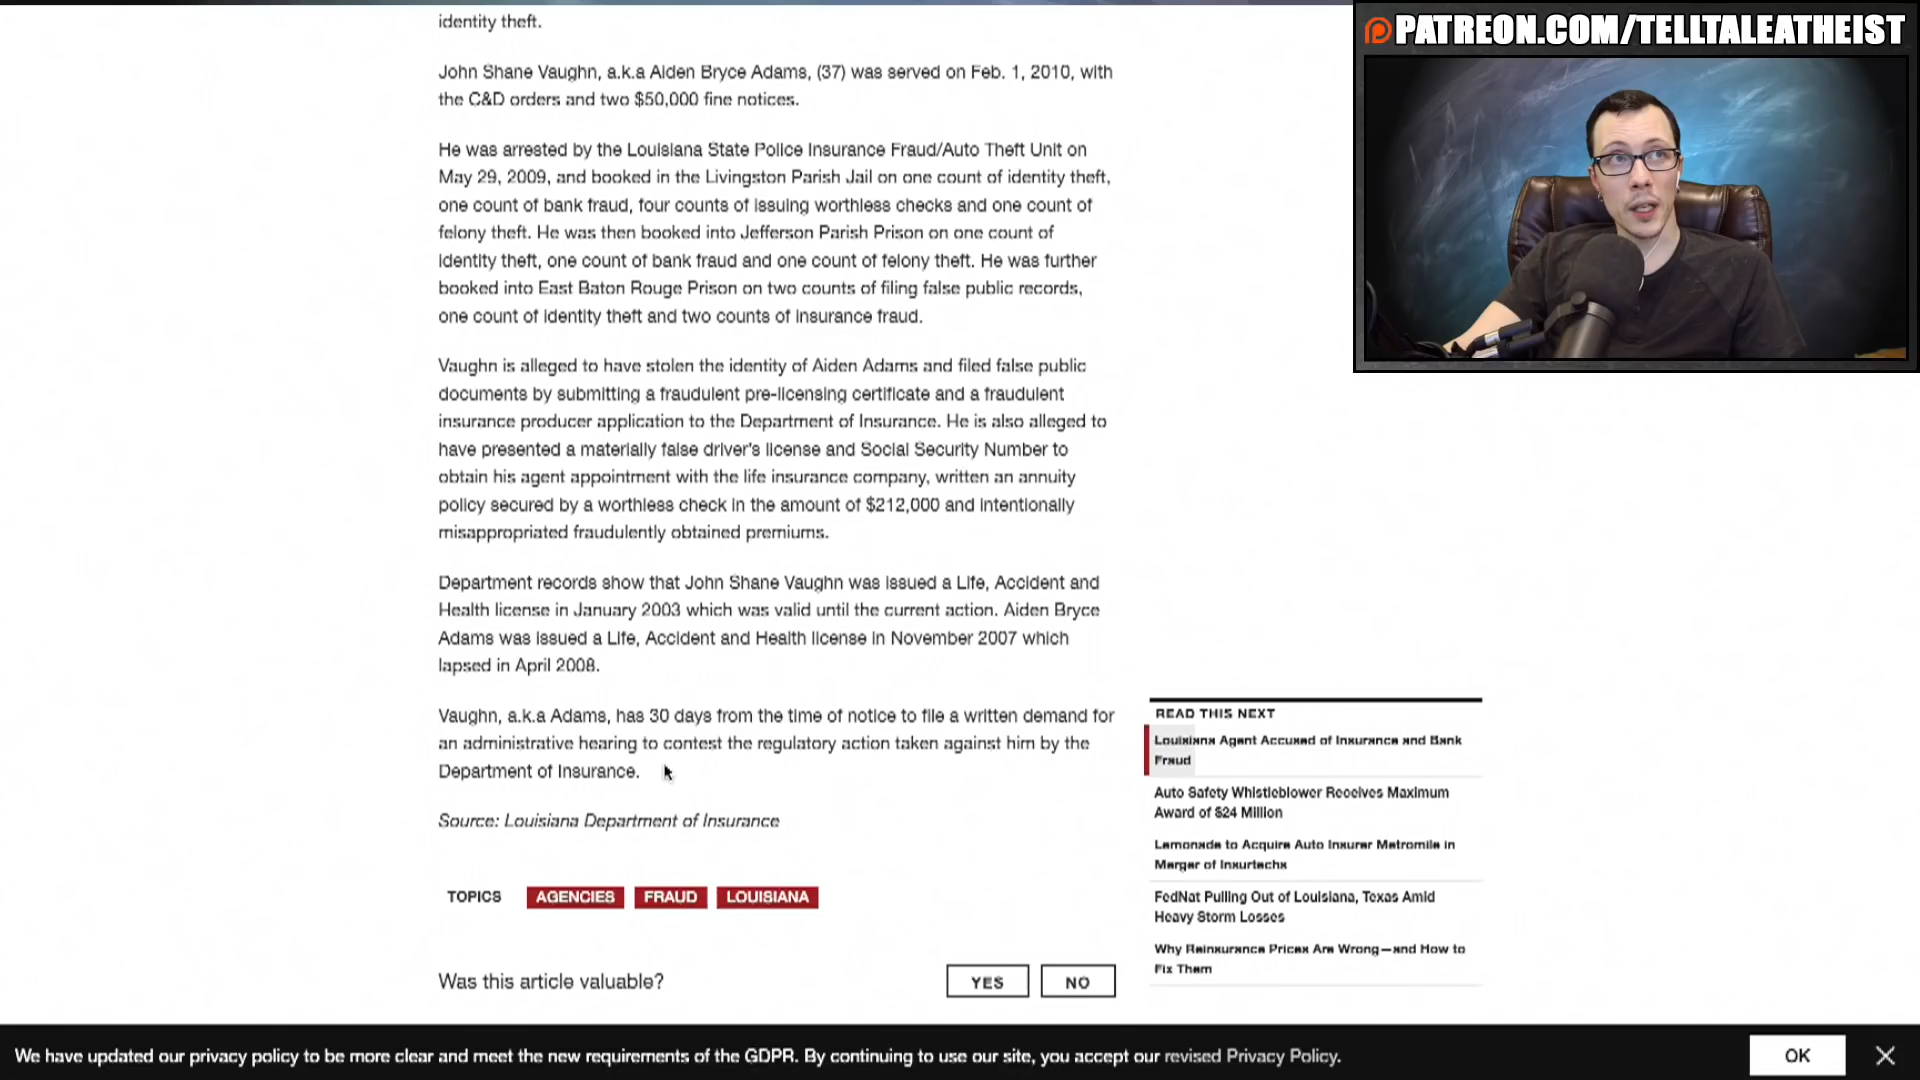 identity theft.
John Shane Vaughn, a.k.a Aiden Bryce Adams, (37) was served on Feb. 1, 2010, with
the C&D orders and two $50,000 fine notices.
He was arrested by the Louisiana State Police Insurance Fraud/Auto Theft Unit on
May 29, 2009, and booked in the Livingston Parish Jail on one count of identity theft,
one count of bank fraud, four counts of issuing worthless checks and one count of
felony theft. He was then booked into Jefferson Parish Prison on one count of
identity theft, one count of bank fraud and one count of felony theft. He was further
booked into East Baton Rouge Prison on two counts of filing false public records,
one count of identity theft and two counts of insurance fraud.
Vaughn is alleged to have stolen the identity of Aiden Adams and filed false public
documents by submitting a fraudulent pre-licensing certificate and a fraudulent
insurance producer application to the Department of Insurance. He is also alleged to
have presented a materially false driver's license and Social Security Number to
obtain his agent appointment with the life insurance company, written an annuity
policy secured by a worthless check in the amount of $212,000 and intentionally
misappropriated fraudulently obtained premiums.
Department records show that John Shane Vaughn was issued a Life, Accident and
Health license in January 2003 which was valid until the current action. Aiden Bryce
Adams was issued a Life, Accident and Health license in November 2007 which
lapsed in April 2008.
Vaughn, a.k.a Adams, has 30 days from the time of notice to file a written demand for
an administrative hearing to contest the regulatory action taken against him by the
Department of Insurance.
Source: Louisiana Department of Insurance
TOPICS AGENCIES FRAUD LOUISIANA
Was this article valuable? YES NO
PATREON.COM/TELLTALEATHEIST
READ THIS NEXT
Louisiana Agent Accused of Insurance and Bank
Fraud
Auto Safety Whistleblower Receives Maximum
Award of $24 Million
Lemonade to Acquire Auto Insurer Metromile in
Merger of Insurtechs
FedNat Pulling Out of Louisiana, Texas Amid
Heavy Storm Losses
Why Reinsurance Prices Are Wrong—and How to
Fix Them
We have updated our privacy policy to be more clear and meet the new requirements of the GDPR. By continuing to use our site, you accept our revised Privacy Policy. OK